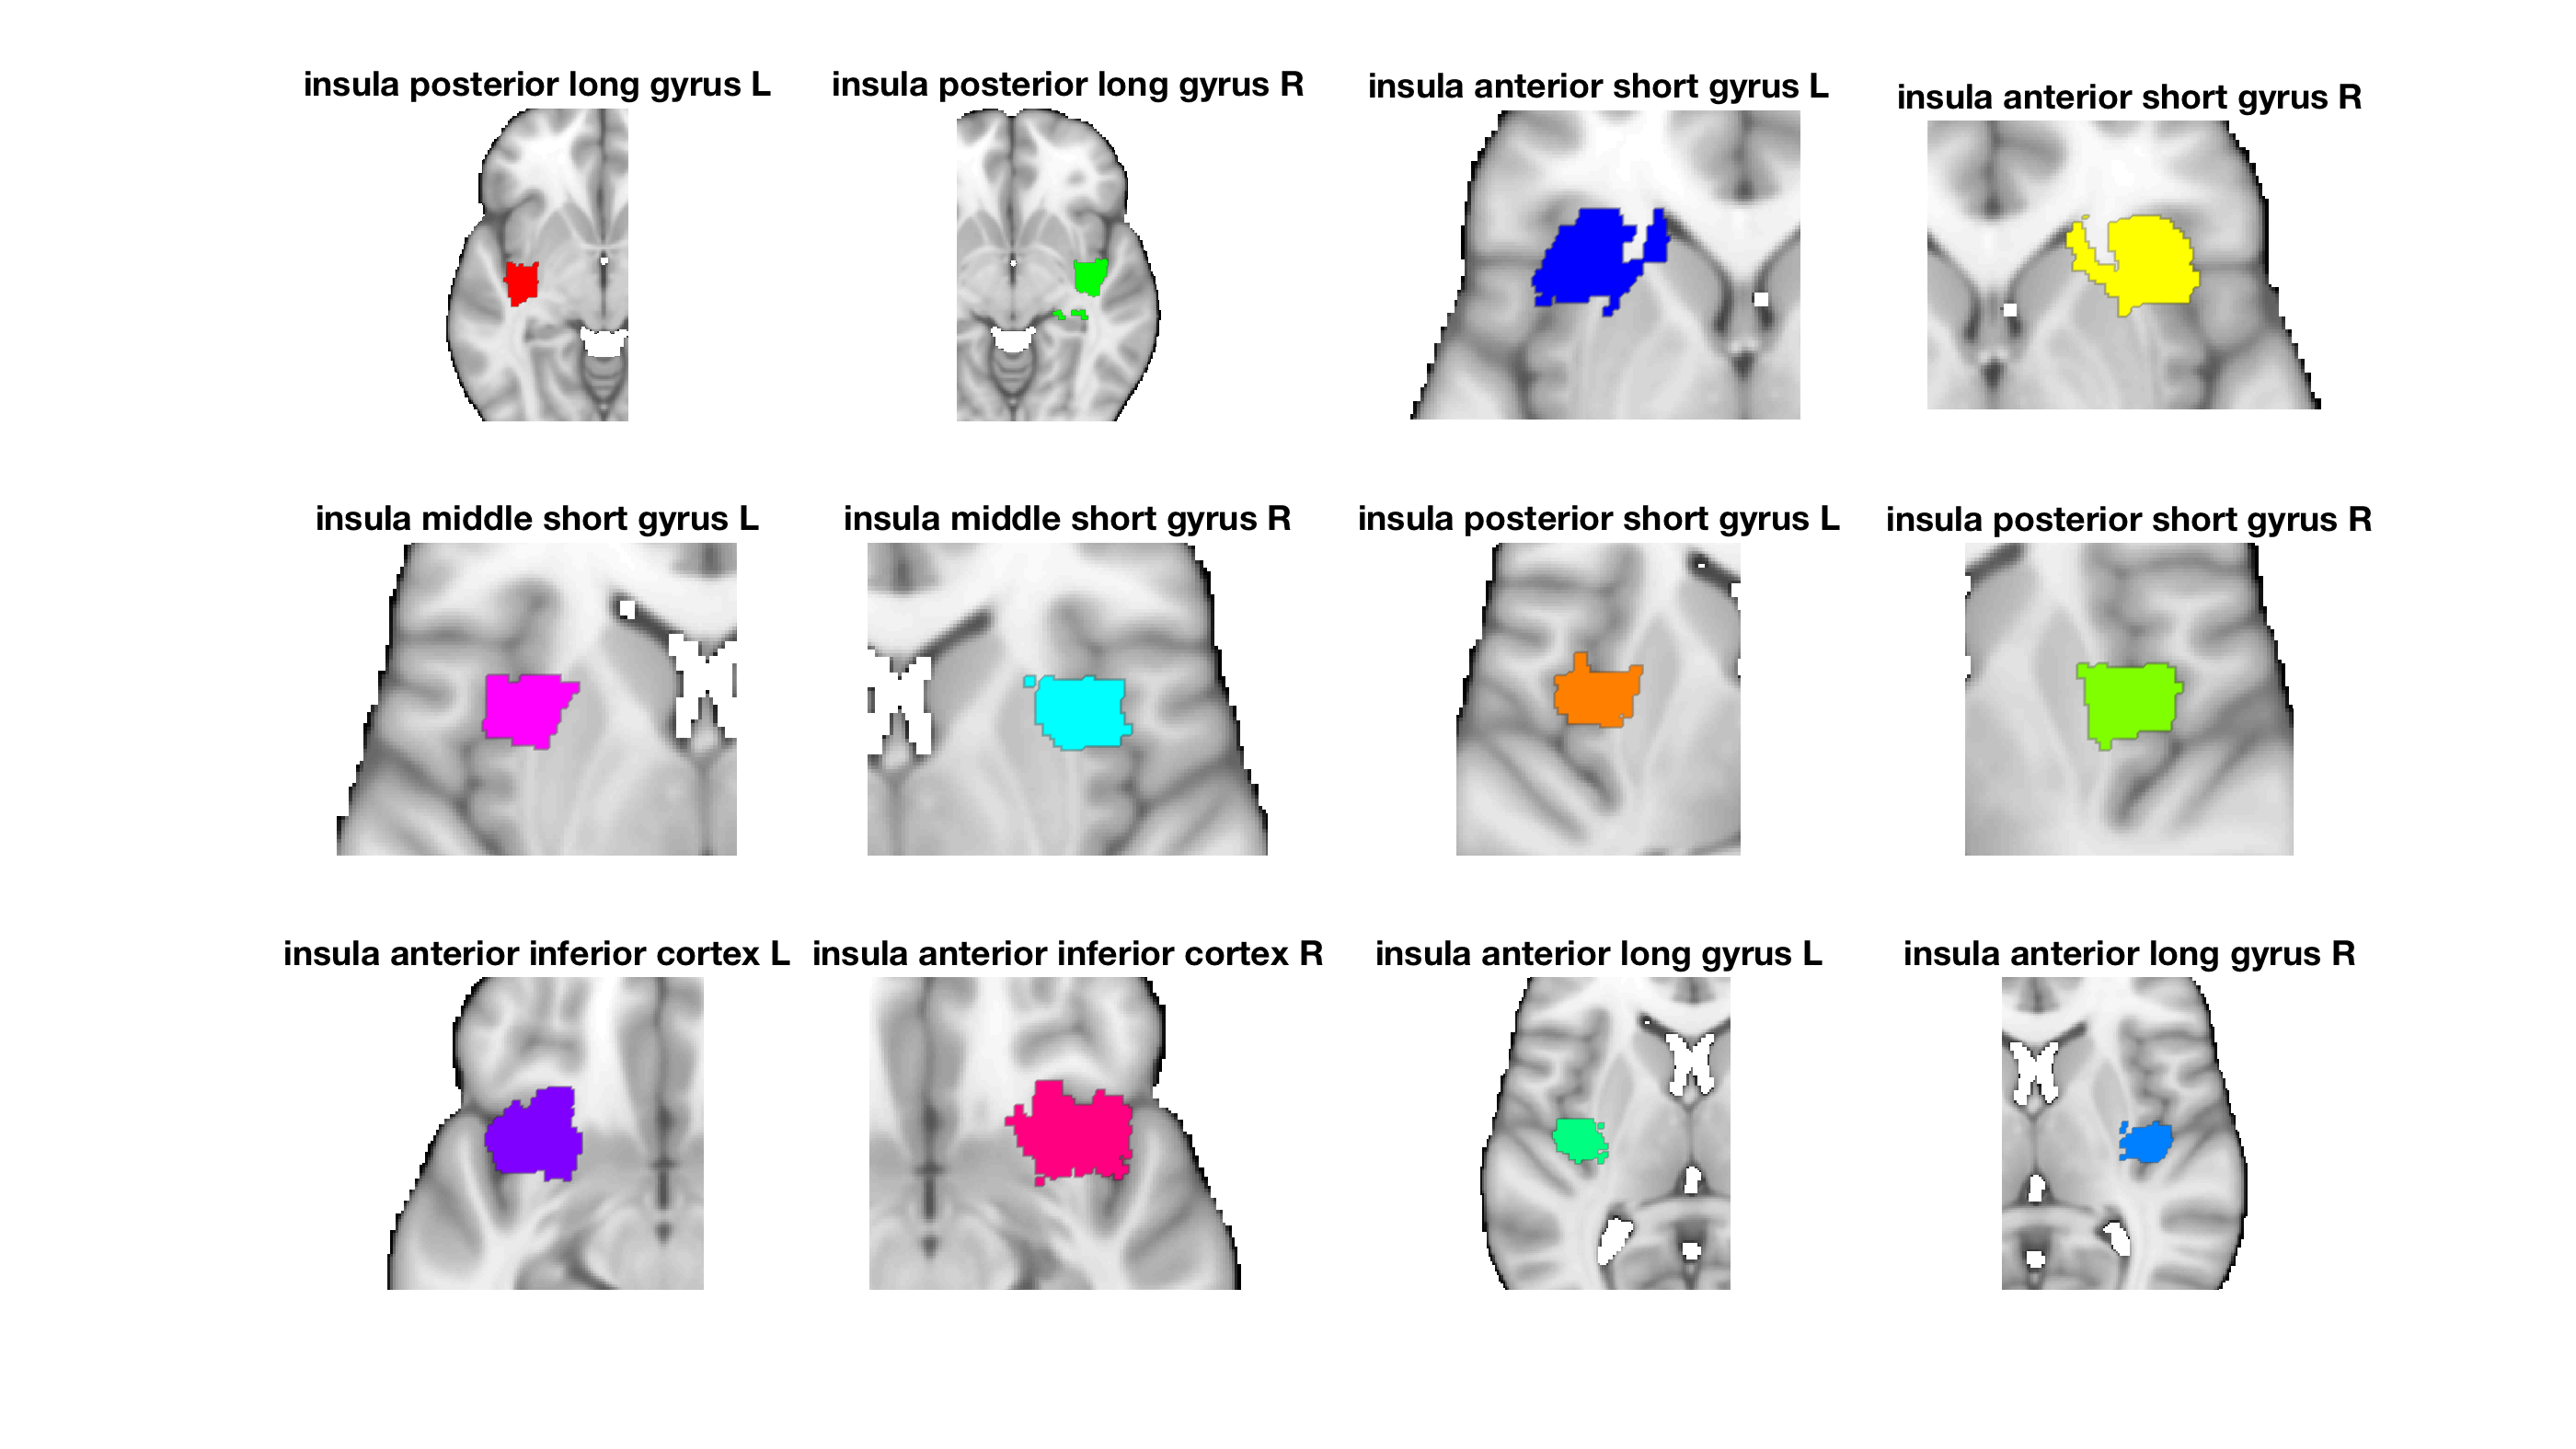 insula posterior long gyrus L
insula posterior long gyrus R
insula anterior short gyrus L
insula anterior short gyrus R
insula middle short gyrus L
insula middle short gyrus R
insula posterior short gyrus L
insula posterior short gyrus R
insula anterior inferior cortex L
insula anterior inferior cortex R
insula anterior long gyrus L
insula anterior long gyrus R